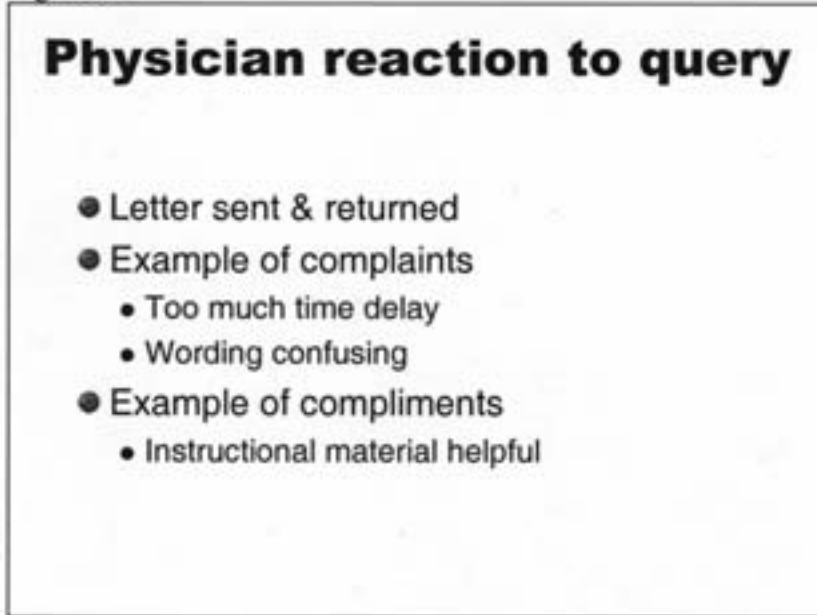 Physician reaction to query
Letter sent & returned
Example of complaints
Too much time delay
Wording confusing
Example of compliments
Instructional material helpful